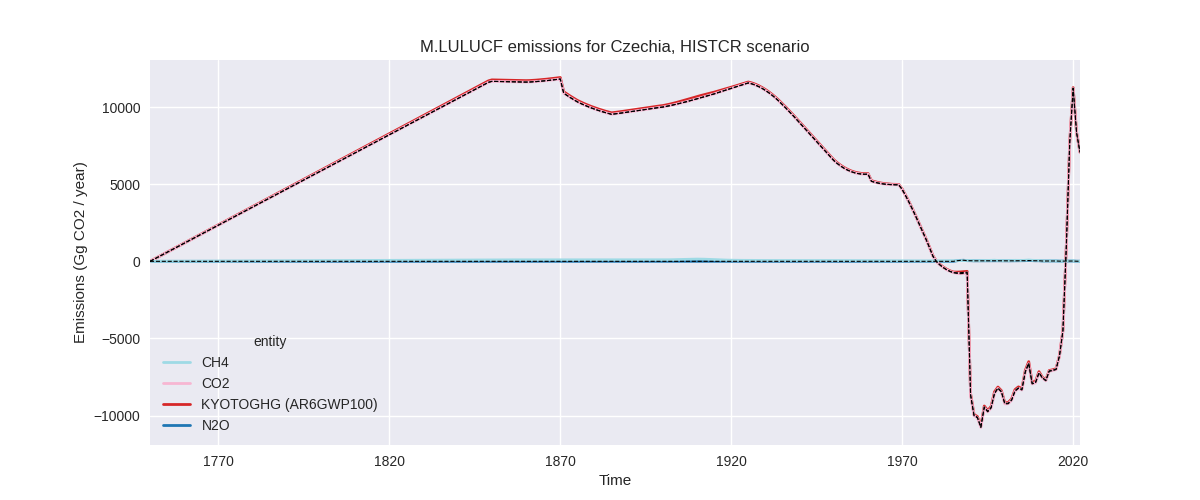 M.LULUCF emissions for Czechia, HISTCR scenario
Emissions (Gg CO2 / year)
10000
5000
0
−5000
−10000
entity
CH4
CO2
KYOTOGHG (AR6GWP100)
N2O
1770 1820 1870 1920 1970 2020
Time